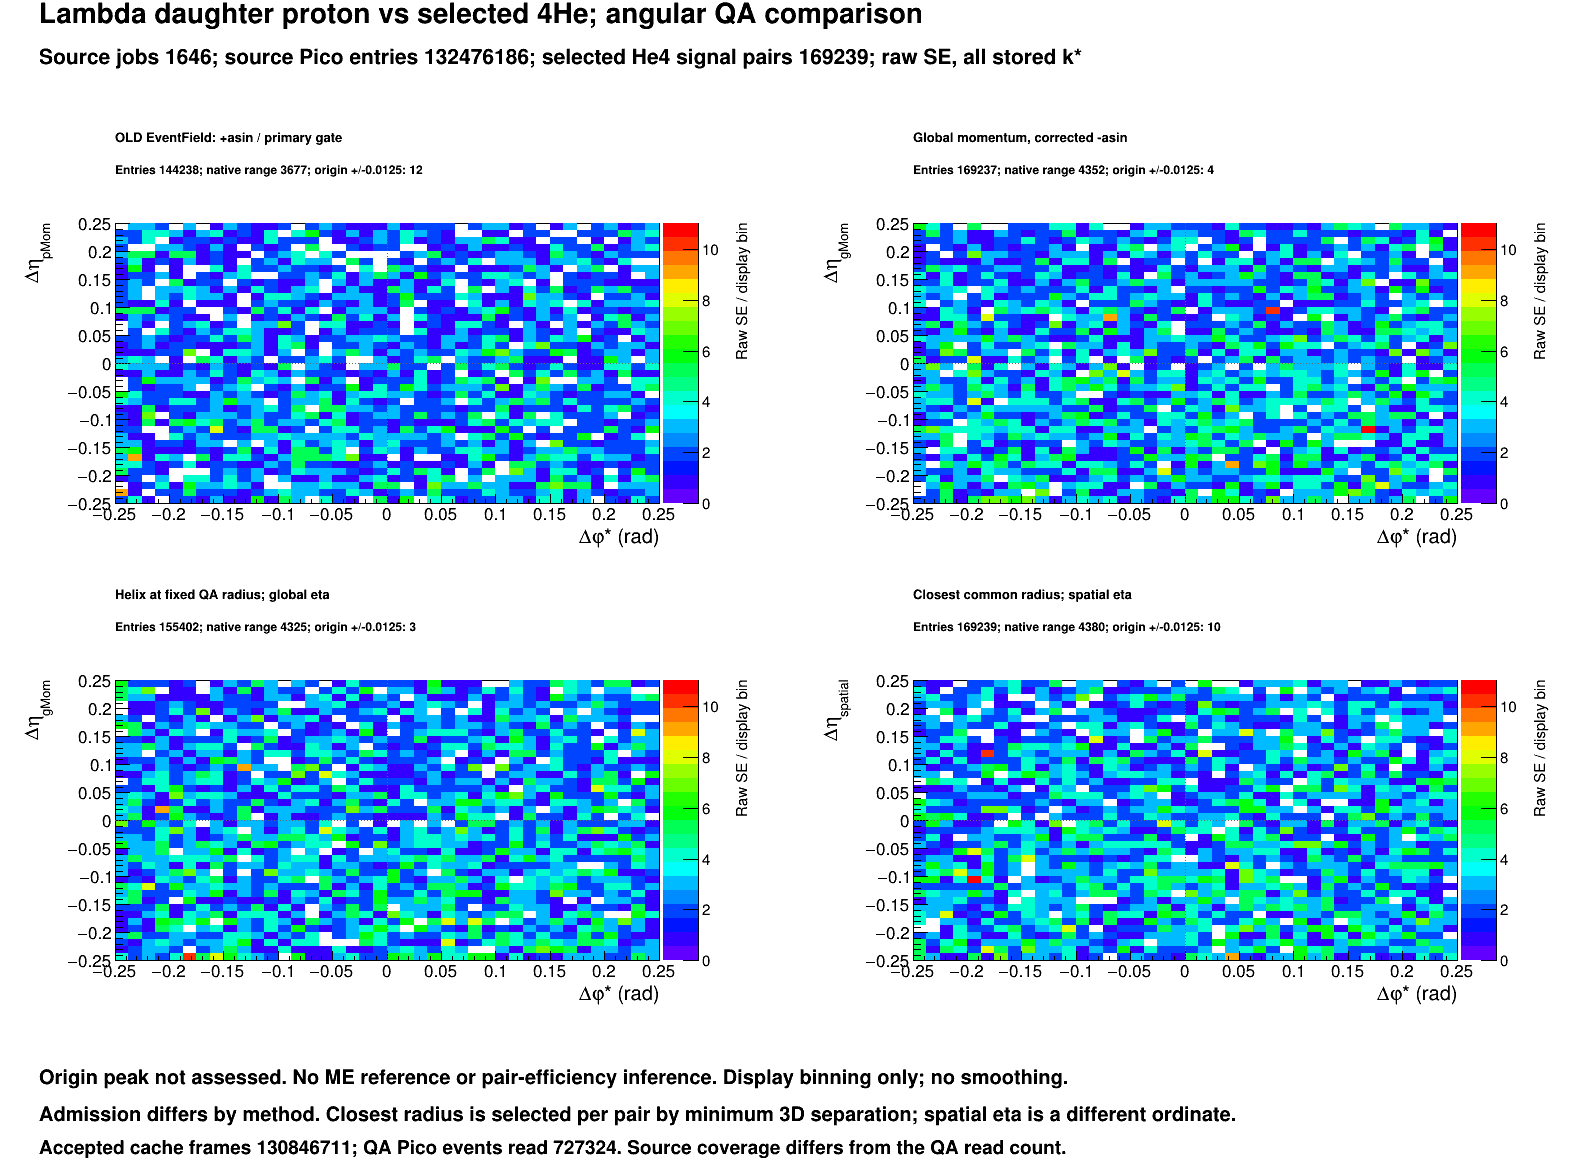 Lambda daughter proton vs selected 4He; angular QA comparison
Source jobs 1646; source Pico entries 132476186; selected He4 signal pairs 169239; raw SE, all stored k*
OLD EventField: +asin / primary gate
Entries 144238; native range 3677; origin +/-0.0125: 12
Δη pMom
0.25
0.2
0.15
0.1
0.05
0
−0.05
−0.1
−0.15
−0.2
−0.25
−0.25 −0.2 −0.15 −0.1 −0.05 0 0.05 0.1 0.15 0.2 0.25
Δφ* (rad)
10
8
6
4
2
0
Raw SE / display bin
Global momentum, corrected -asin
Entries 169237; native range 4352; origin +/-0.0125: 4
Δη gMom
0.25
0.2
0.15
0.1
0.05
0
−0.05
−0.1
−0.15
−0.2
−0.25
−0.25 −0.2 −0.15 −0.1 −0.05 0 0.05 0.1 0.15 0.2 0.25
Δφ* (rad)
10
8
6
4
2
0
Raw SE / display bin
Helix at fixed QA radius; global eta
Entries 155402; native range 4325; origin +/-0.0125: 3
Δη gMom
0.25
0.2
0.15
0.1
0.05
0
−0.05
−0.1
−0.15
−0.2
−0.25
−0.25 −0.2 −0.15 −0.1 −0.05 0 0.05 0.1 0.15 0.2 0.25
Δφ* (rad)
10
8
6
4
2
0
Raw SE / display bin
Closest common radius; spatial eta
Entries 169239; native range 4380; origin +/-0.0125: 10
Δη spatial
0.25
0.2
0.15
0.1
0.05
0
−0.05
−0.1
−0.15
−0.2
−0.25
−0.25 −0.2 −0.15 −0.1 −0.05 0 0.05 0.1 0.15 0.2 0.25
Δφ* (rad)
10
8
6
4
2
0
Raw SE / display bin
Origin peak not assessed. No ME reference or pair-efficiency inference. Display binning only; no smoothing.
Admission differs by method. Closest radius is selected per pair by minimum 3D separation; spatial eta is a different ordinate.
Accepted cache frames 130846711; QA Pico events read 727324. Source coverage differs from the QA read count.